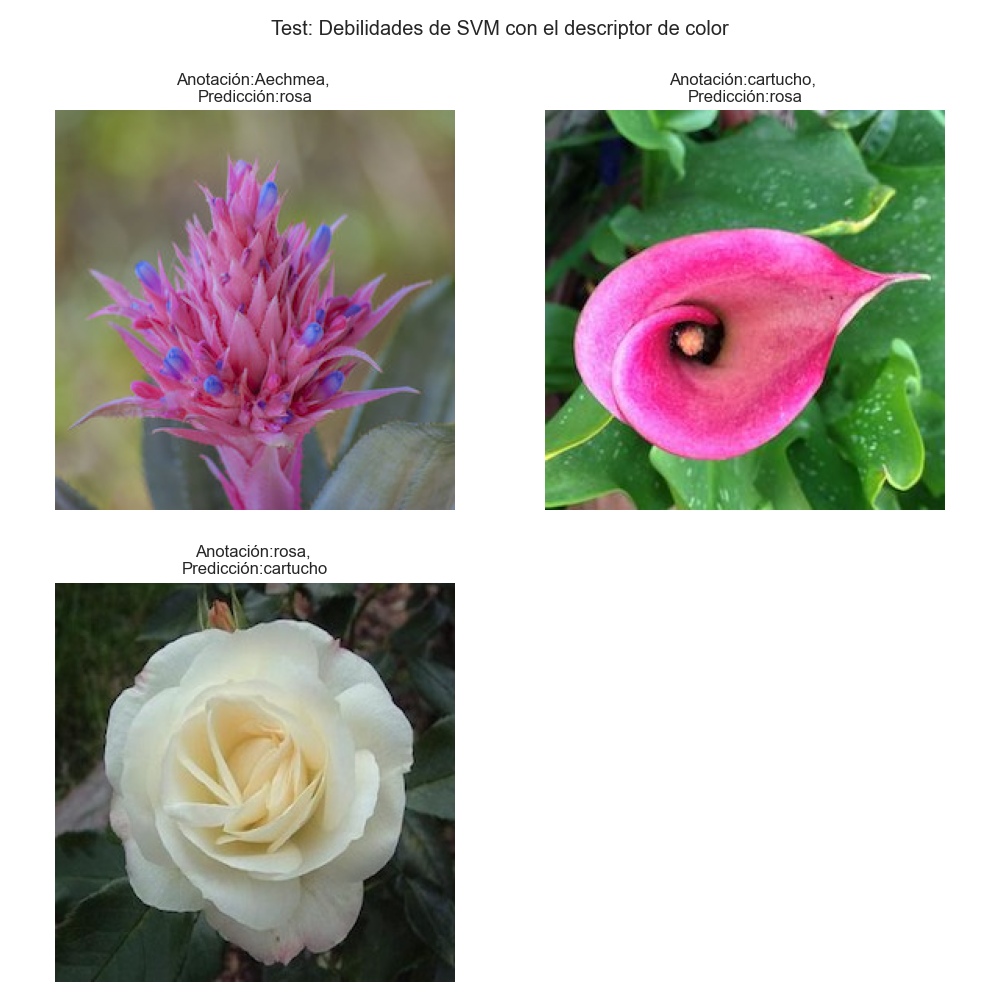 Test: Debilidades de SVM con el descriptor de color
Anotación:Aechmea,
Predicción:rosa
Anotación:cartucho,
Predicción:rosa
Anotación:rosa,
Predicción:cartucho